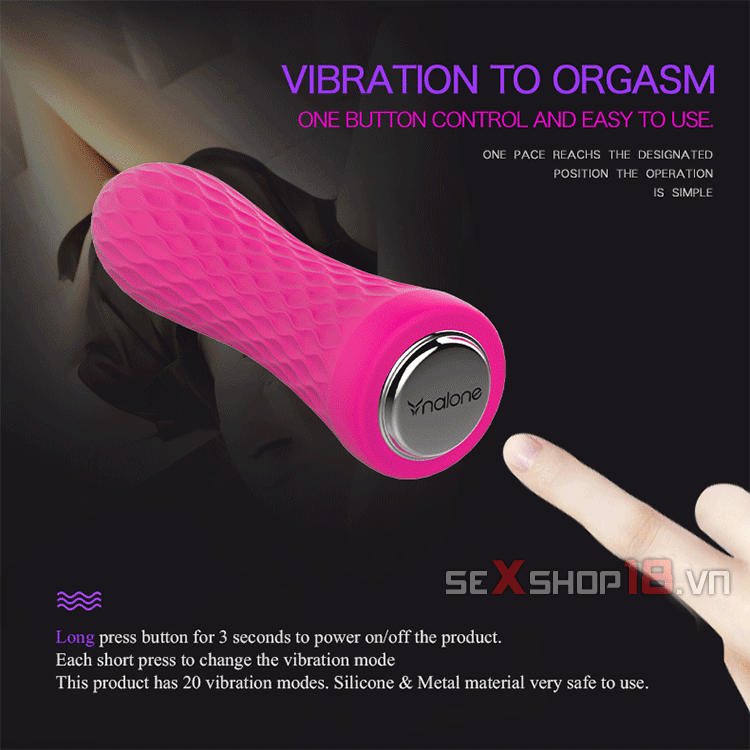 VIBRATION TO ORGASM
ONE BUTTON CONTROL AND EASY TO USE.
ONE PACE REACHS THE DESIGNATED
POSITION THE OPERATION
IS SIMPLE
nalone
seXshop18.vn
Long press button for 3 seconds to power on/off the product.
Each short press to change the vibration mode
This product has 20 vibration modes. Silicone & Metal material very safe to use.